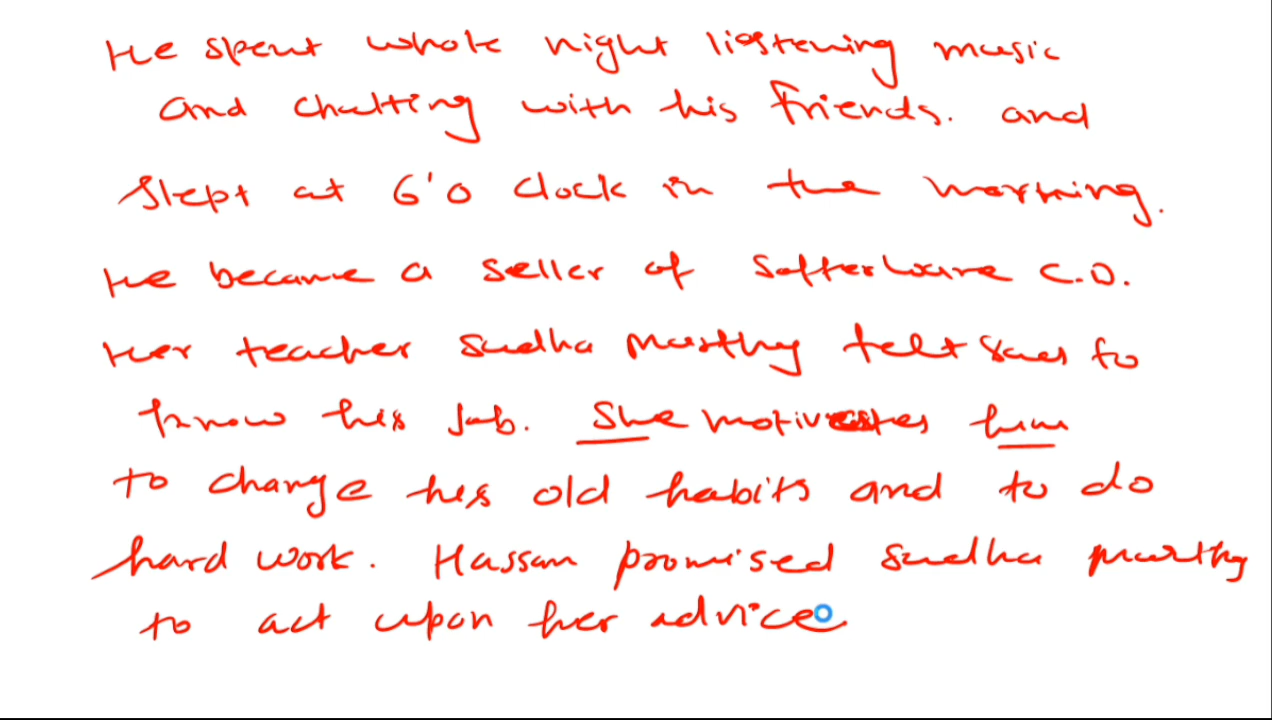 He spent whole night listening music
and chatting with his friends. and
slept at 6'0 clock in the morning.
He became a seller of Softerware C.D.
Her teacher Sudha Murthy felt sad to
know his job. She motivates him
to change his old habits and to do
hard work. Hassan promised Sudha Murthy
to act upon her advice